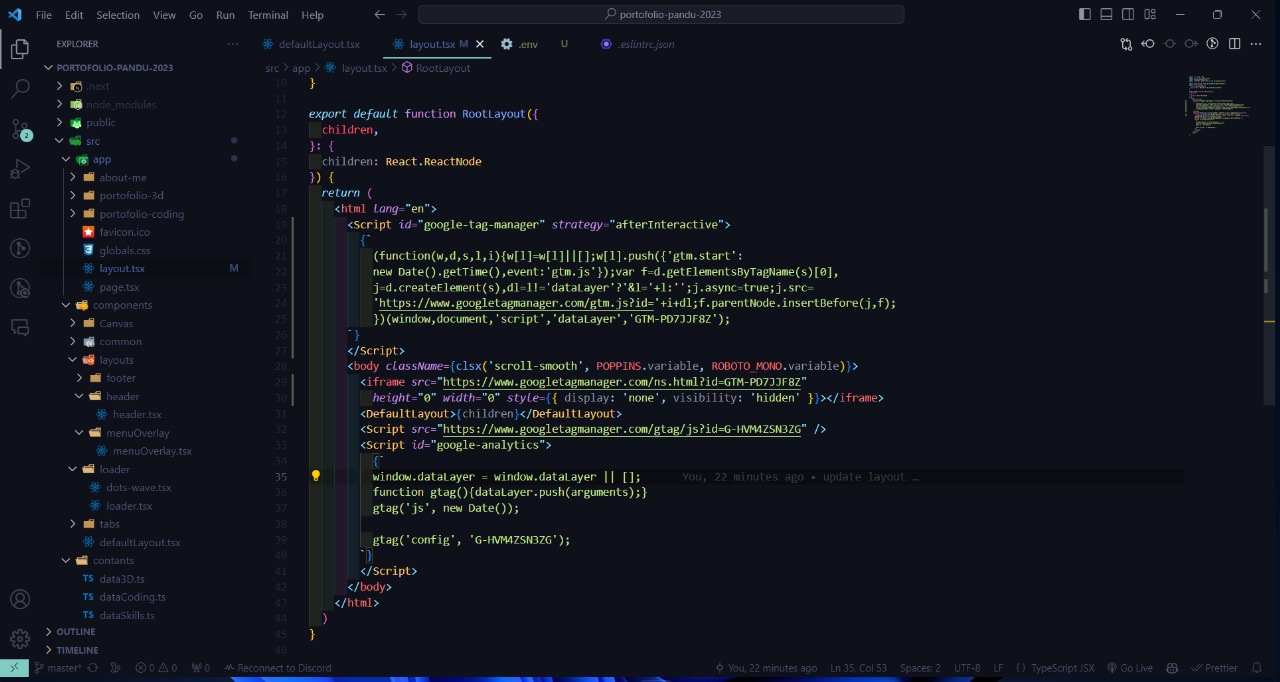 File Edit Selection View Go Run Terminal Help
portofolio-pandu-2023
EXPLORER
PORTOFOLIO-PANDU-2023
.next
node_modules
public
src
app
about-me
portofolio-3d
portofolio-coding
favicon.ico
globals.css
layout.tsx M
page.tsx
components
Canvas
common
layouts
footer
header
header.tsx
menuOverlay
menuOverlay.tsx
loader
dots-wave.tsx
loader.tsx
tabs
defaultLayout.tsx
contants
TS data3D.ts
TS dataCoding.ts
TS dataSkills.ts
OUTLINE
TIMELINE
2
defaultLayout.tsx layout.tsx M .env U .eslintrc.json
src > app > layout.tsx > RootLayout
10 }
11
12 export default function RootLayout({
13 children,
14 }: {
15 children: React.ReactNode
16 }) {
17 return (
18 <html lang="en">
19 <Script id="google-tag-manager" strategy="afterInteractive">
20 {`
21 (function(w,d,s,l,i){w[l]=w[l]||[];w[l].push({'gtm.start':
22 new Date().getTime(),event:'gtm.js'});var f=d.getElementsByTagName(s)[0],
23 j=d.createElement(s),dl=l!='dataLayer'?'&l='+l:'';j.async=true;j.src=
24 'https://www.googletagmanager.com/gtm.js?id='+i+dl;f.parentNode.insertBefore(j,f);
25 })(window,document,'script','dataLayer','GTM-PD7JJF8Z');
26 `}
27 </Script>
28 <body className={clsx('scroll-smooth', POPPINS.variable, ROBOTO_MONO.variable)}>
29 <iframe src="https://www.googletagmanager.com/ns.html?id=GTM-PD7JJF8Z"
30 height="0" width="0" style={{ display: 'none', visibility: 'hidden' }}></iframe>
31 <DefaultLayout>{children}</DefaultLayout>
32 <Script src="https://www.googletagmanager.com/gtag/js?id=G-HVM4ZSN3ZG" />
33 <Script id="google-analytics">
34 {`
35 window.dataLayer = window.dataLayer || []; You, 22 minutes ago • update layout …
36 function gtag(){dataLayer.push(arguments);}
37 gtag('js', new Date());
38
39 gtag('config', 'G-HVM4ZSN3ZG');
40 `}
41 </Script>
42 </body>
43 </html>
44 )
45 }
46
master* 0 0 0 Reconnect to Discord You, 22 minutes ago Ln 35, Col 53 Spaces: 2 UTF-8 LF {} TypeScript JSX Go Live Prettier